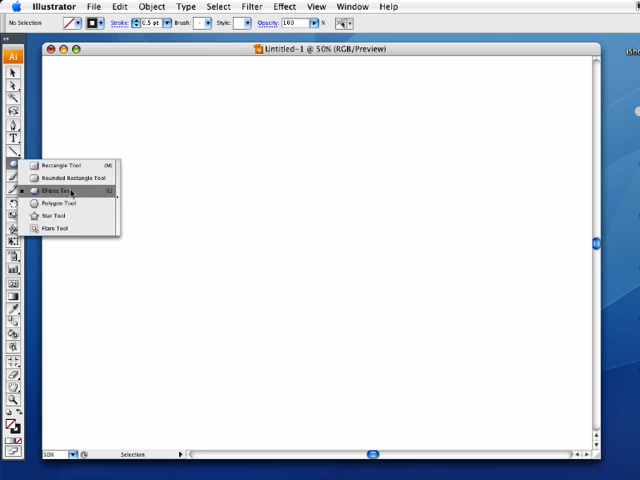 Illustrator File Edit Object Type Select Filter Effect View Window Help
No Selection Stroke: 0.5 pt Brush: Style: Opacity: 100 %
Untitled-1 @ 50% (RGB/Preview)
Ai
T
Rectangle Tool (M)
Rounded Rectangle Tool
Ellipse Tool (L)
Polygon Tool
Star Tool
Flare Tool
50% Selection